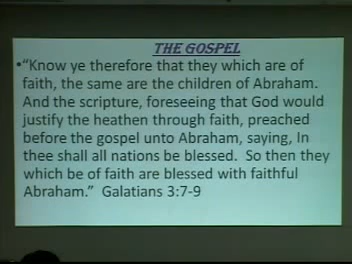 THE GOSPEL
•"Know ye therefore that they which are of
faith, the same are the children of Abraham.
And the scripture, foreseeing that God would
justify the heathen through faith, preached
before the gospel unto Abraham, saying, In
thee shall all nations be blessed.  So then they
which be of faith are blessed with faithful
Abraham."  Galatians 3:7-9